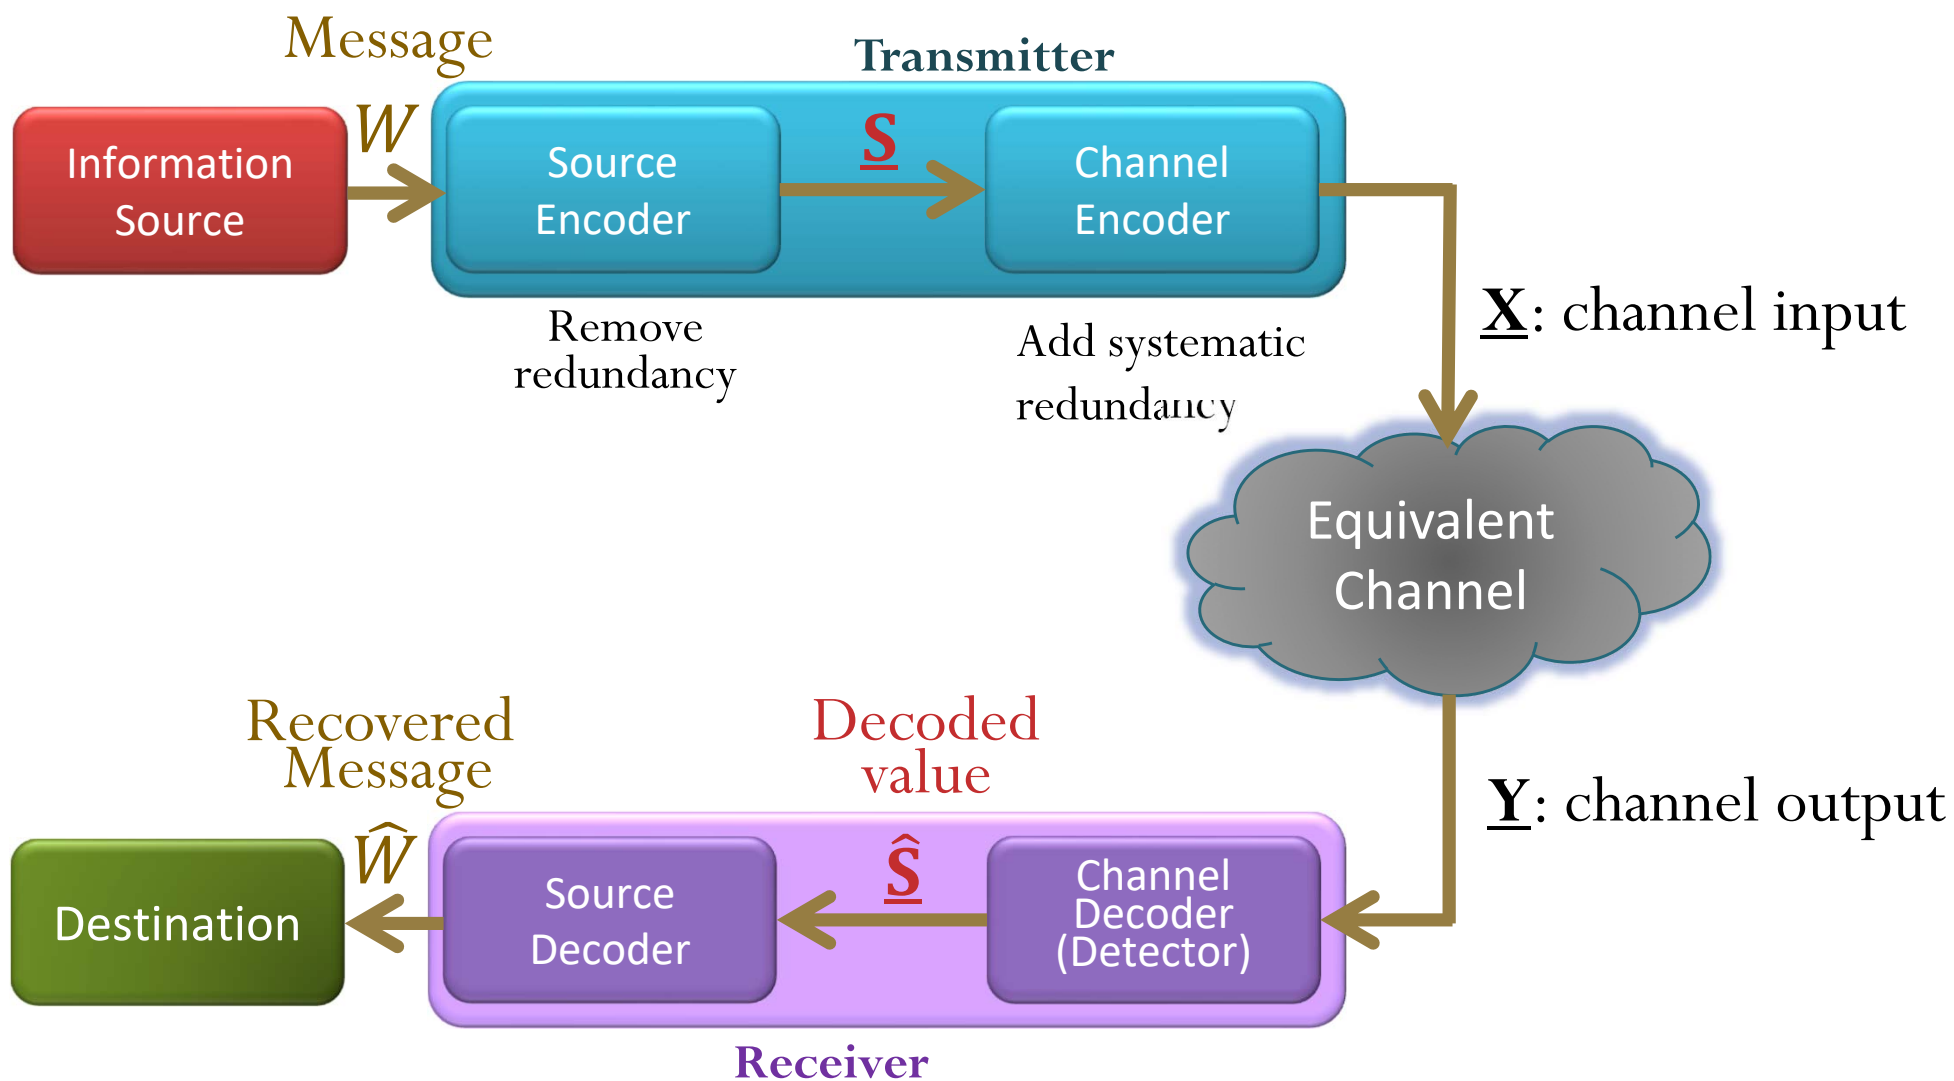 Message
Transmitter
W
S
Information
Source
Source
Encoder
Channel
Encoder
Remove
redundancy
Add systematic
redundancy
X: channel input
Equivalent
Channel
Recovered
Message
Decoded
value
Y: channel output
Ŵ
Ŝ
Destination
Source
Decoder
Channel
Decoder
(Detector)
Receiver